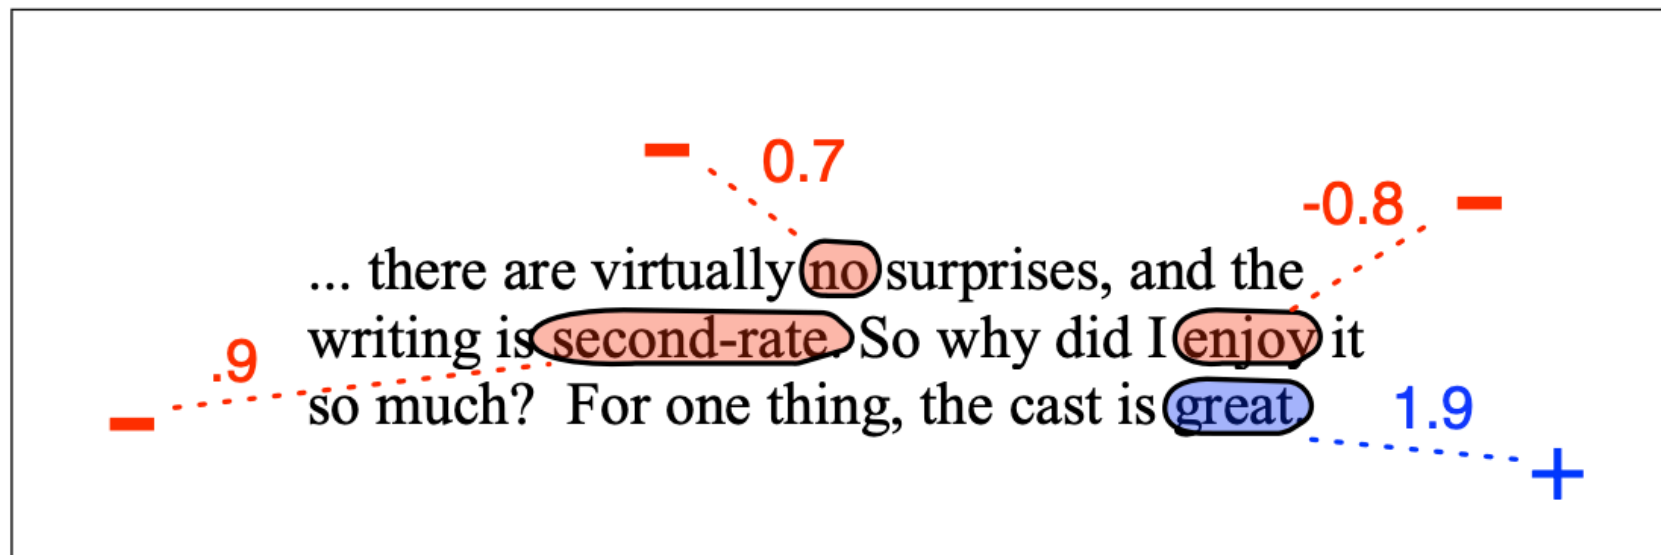 − 0.7
-0.8 −
... there are virtually no surprises, and the
writing is second-rate. So why did I enjoy it
.9
so much?  For one thing, the cast is great.
1.9
−
+